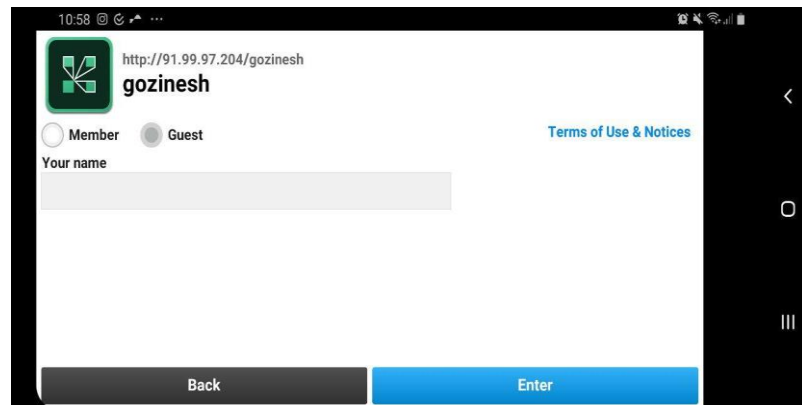 10:58
http://91.99.97.204/gozinesh
gozinesh
Member Guest Terms of Use & Notices
Your name
Back Enter